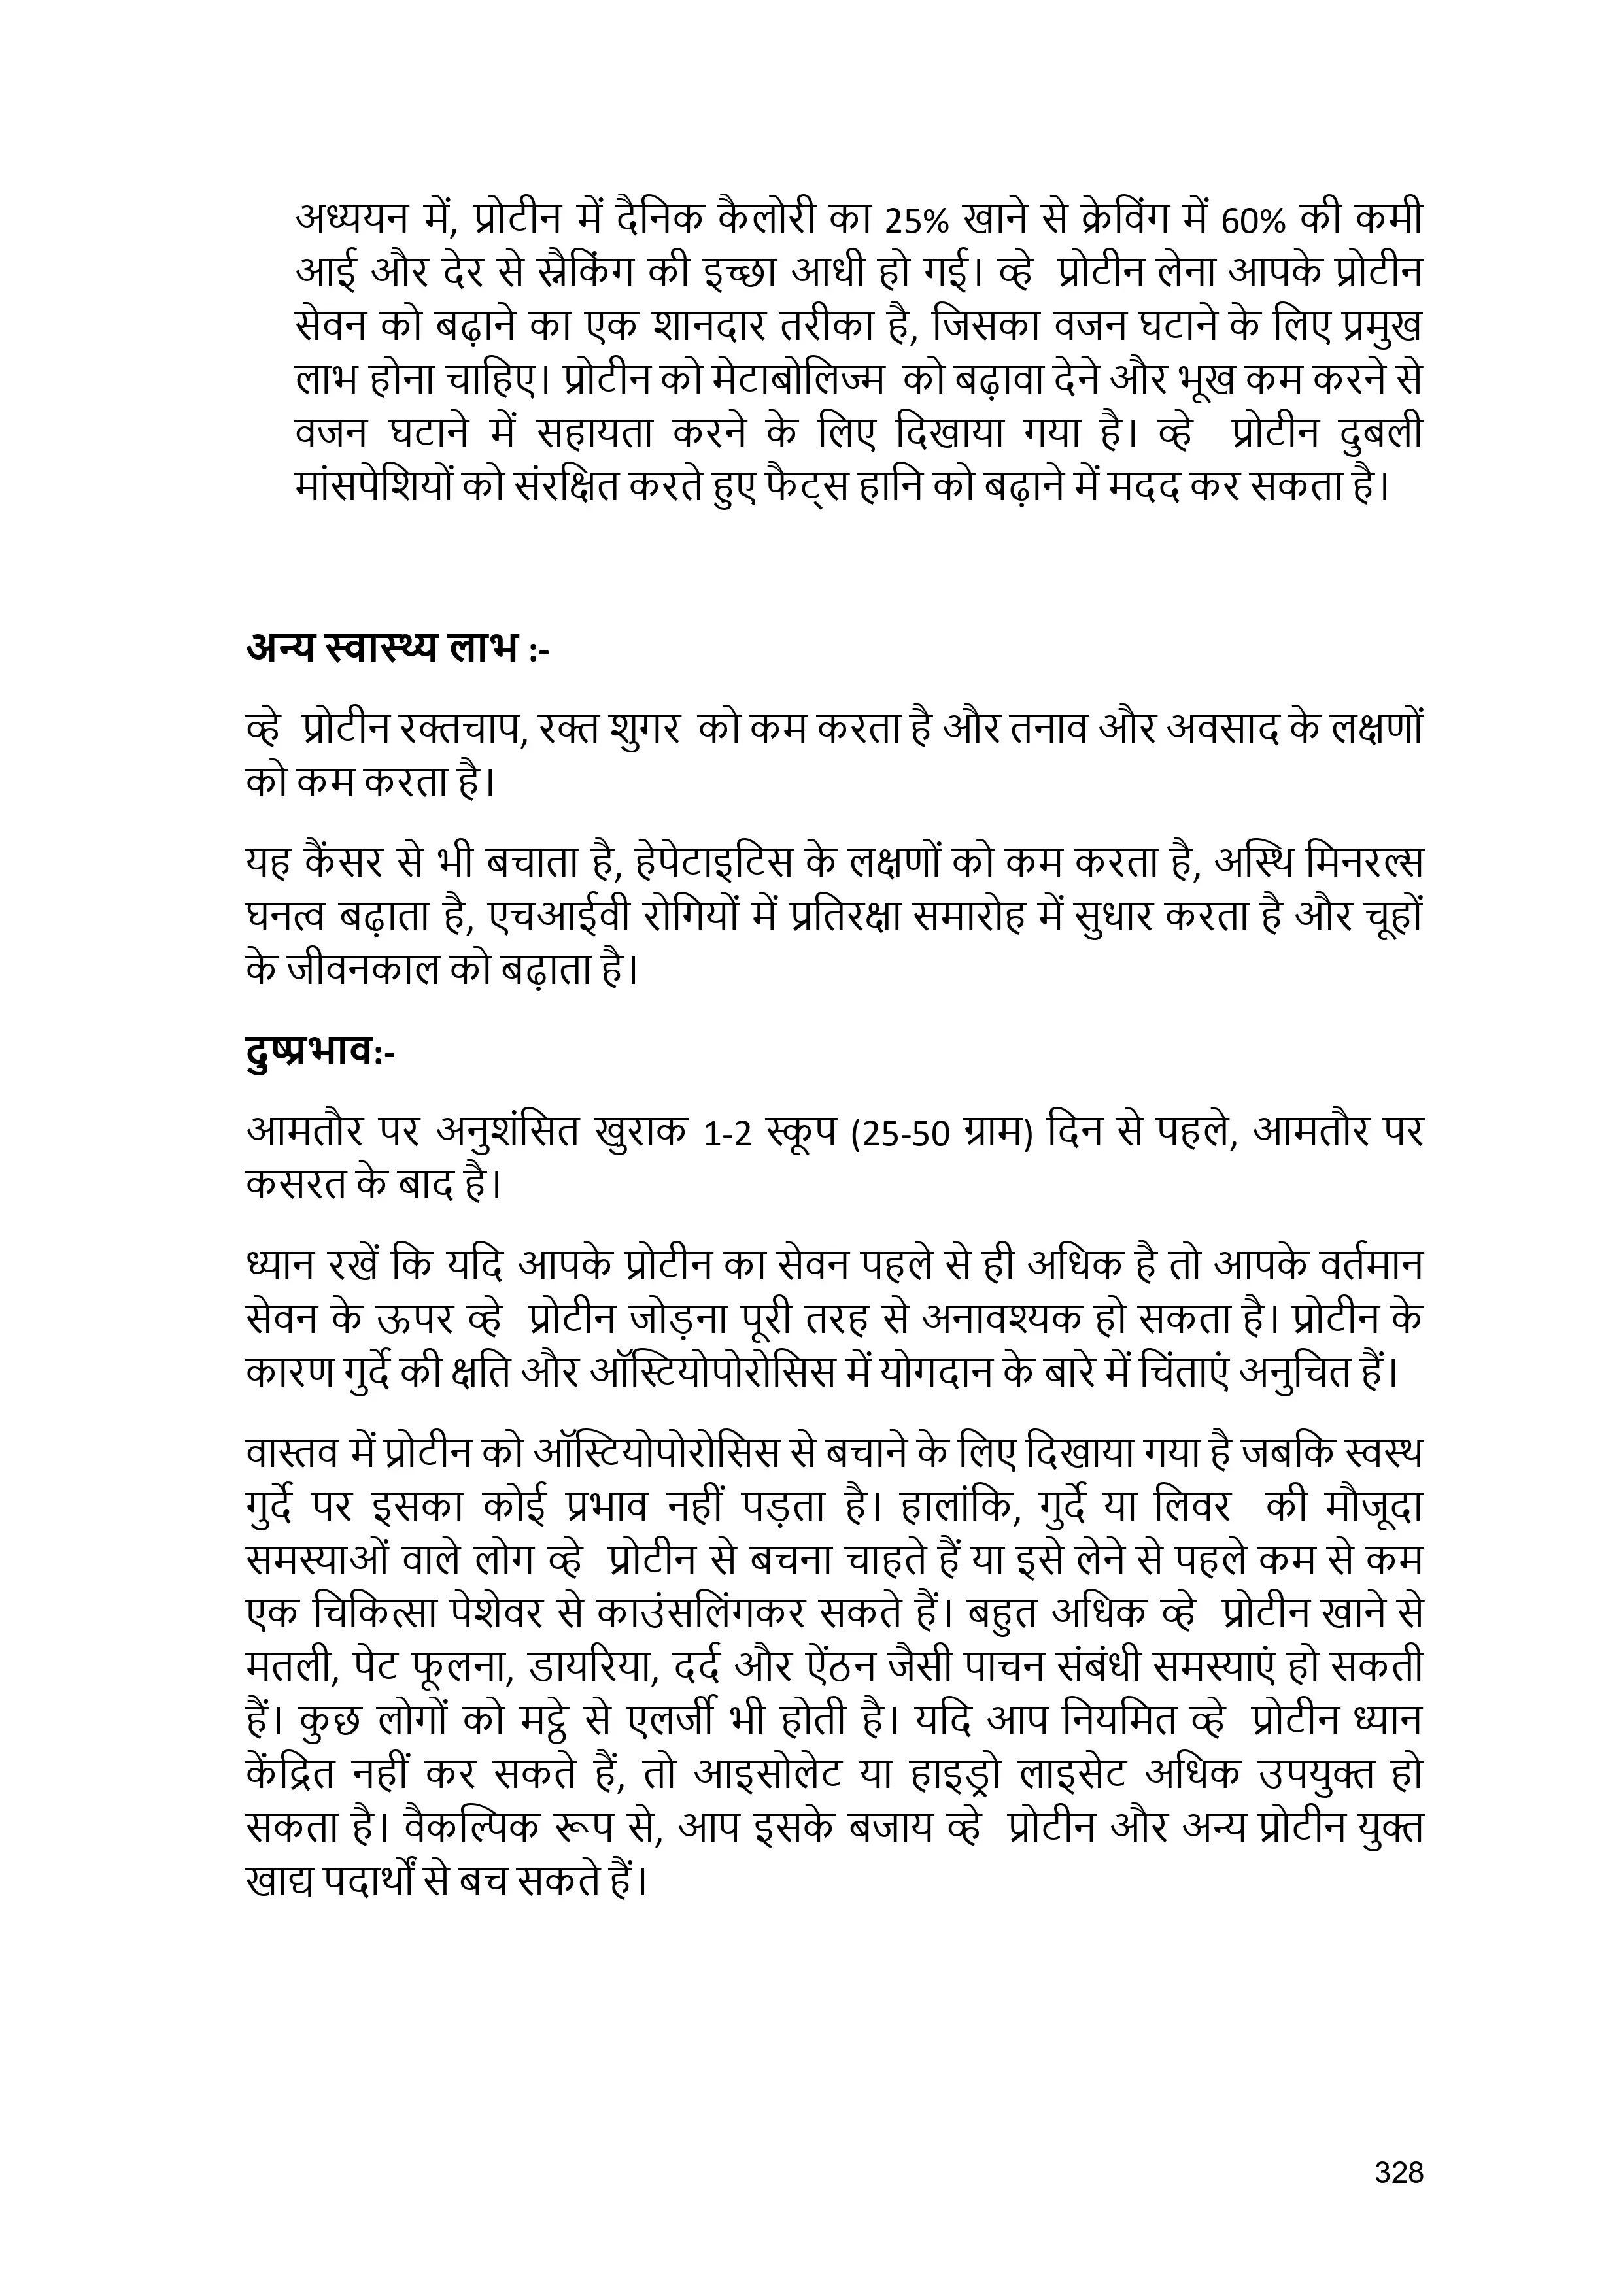 अध्ययन में, प्रोटीन में दैनिक कैलोरी का 25% खाने से क्रेविंग में 60% की कमी
आई और देर से स्नैकिंग की इच्छा आधी हो गई। व्हे प्रोटीन लेना आपके प्रोटीन
सेवन को बढ़ाने का एक शानदार तरीका है, जिसका वजन घटाने के लिए प्रमुख
लाभ होना चाहिए। प्रोटीन को मेटाबोलिज्म को बढ़ावा देने और भूख कम करने से
वजन घटाने में सहायता करने के लिए दिखाया गया है। व्हे प्रोटीन दुबली
मांसपेशियों को संरक्षित करते हुए फैट्स हानि को बढ़ाने में मदद कर सकता है।
अन्य स्वास्थ्य लाभ :-
व्हे प्रोटीन रक्तचाप, रक्त शुगर को कम करता है और तनाव और अवसाद के लक्षणों
को कम करता है।
यह कैंसर से भी बचाता है, हेपेटाइटिस के लक्षणों को कम करता है, अस्थि मिनरल्स
घनत्व बढ़ाता है, एचआईवी रोगियों में प्रतिरक्षा समारोह में सुधार करता है और चूहों
के जीवनकाल को बढ़ाता है।
दुष्प्रभाव:-
आमतौर पर अनुशंसित खुराक 1-2 स्कूप (25-50 ग्राम) दिन से पहले, आमतौर पर
कसरत के बाद है।
ध्यान रखें कि यदि आपके प्रोटीन का सेवन पहले से ही अधिक है तो आपके वर्तमान
सेवन के ऊपर व्हे प्रोटीन जोड़ना पूरी तरह से अनावश्यक हो सकता है। प्रोटीन के
कारण गुर्दे की क्षति और ऑस्टियोपोरोसिस में योगदान के बारे में चिंताएं अनुचित हैं।
वास्तव में प्रोटीन को ऑस्टियोपोरोसिस से बचाने के लिए दिखाया गया है जबकि स्वस्थ
गुर्दे पर इसका कोई प्रभाव नहीं पड़ता है। हालांकि, गुर्दे या लिवर की मौजूदा
समस्याओं वाले लोग व्हे प्रोटीन से बचना चाहते हैं या इसे लेने से पहले कम से कम
एक चिकित्सा पेशेवर से काउंसलिंगकर सकते हैं। बहुत अधिक व्हे प्रोटीन खाने से
मतली, पेट फूलना, डायरिया, दर्द और ऐंठन जैसी पाचन संबंधी समस्याएं हो सकती
हैं। कुछ लोगों को मट्ठे से एलर्जी भी होती है। यदि आप नियमित व्हे प्रोटीन ध्यान
केंद्रित नहीं कर सकते हैं, तो आइसोलेट या हाइड्रो लाइसेट अधिक उपयुक्त हो
सकता है। वैकल्पिक रूप से, आप इसके बजाय व्हे प्रोटीन और अन्य प्रोटीन युक्त
खाद्य पदार्थों से बच सकते हैं।
328